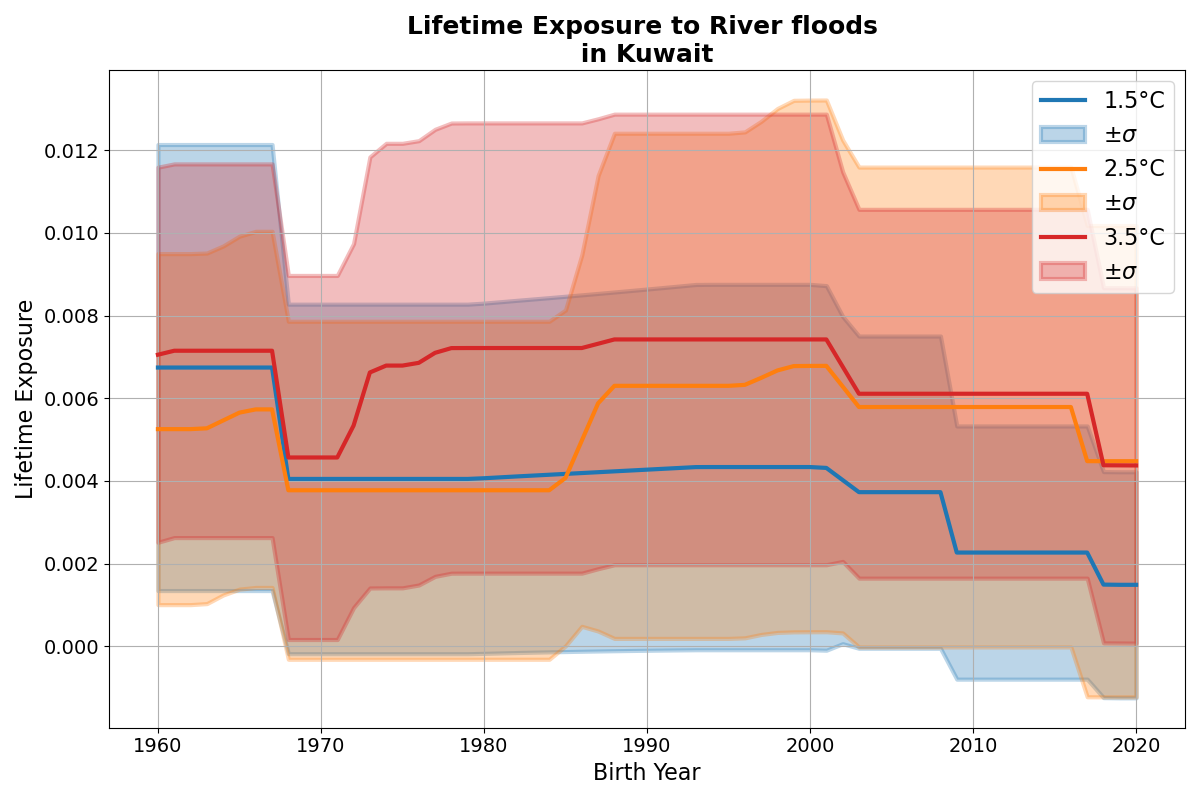 Lifetime Exposure to River floods
in Kuwait
Lifetime Exposure
0.012
0.010
0.008
0.006
0.004
0.002
0.000
1.5°C
±σ
2.5°C
±σ
3.5°C
±σ
1960 1970 1980 1990 2000 2010 2020
Birth Year